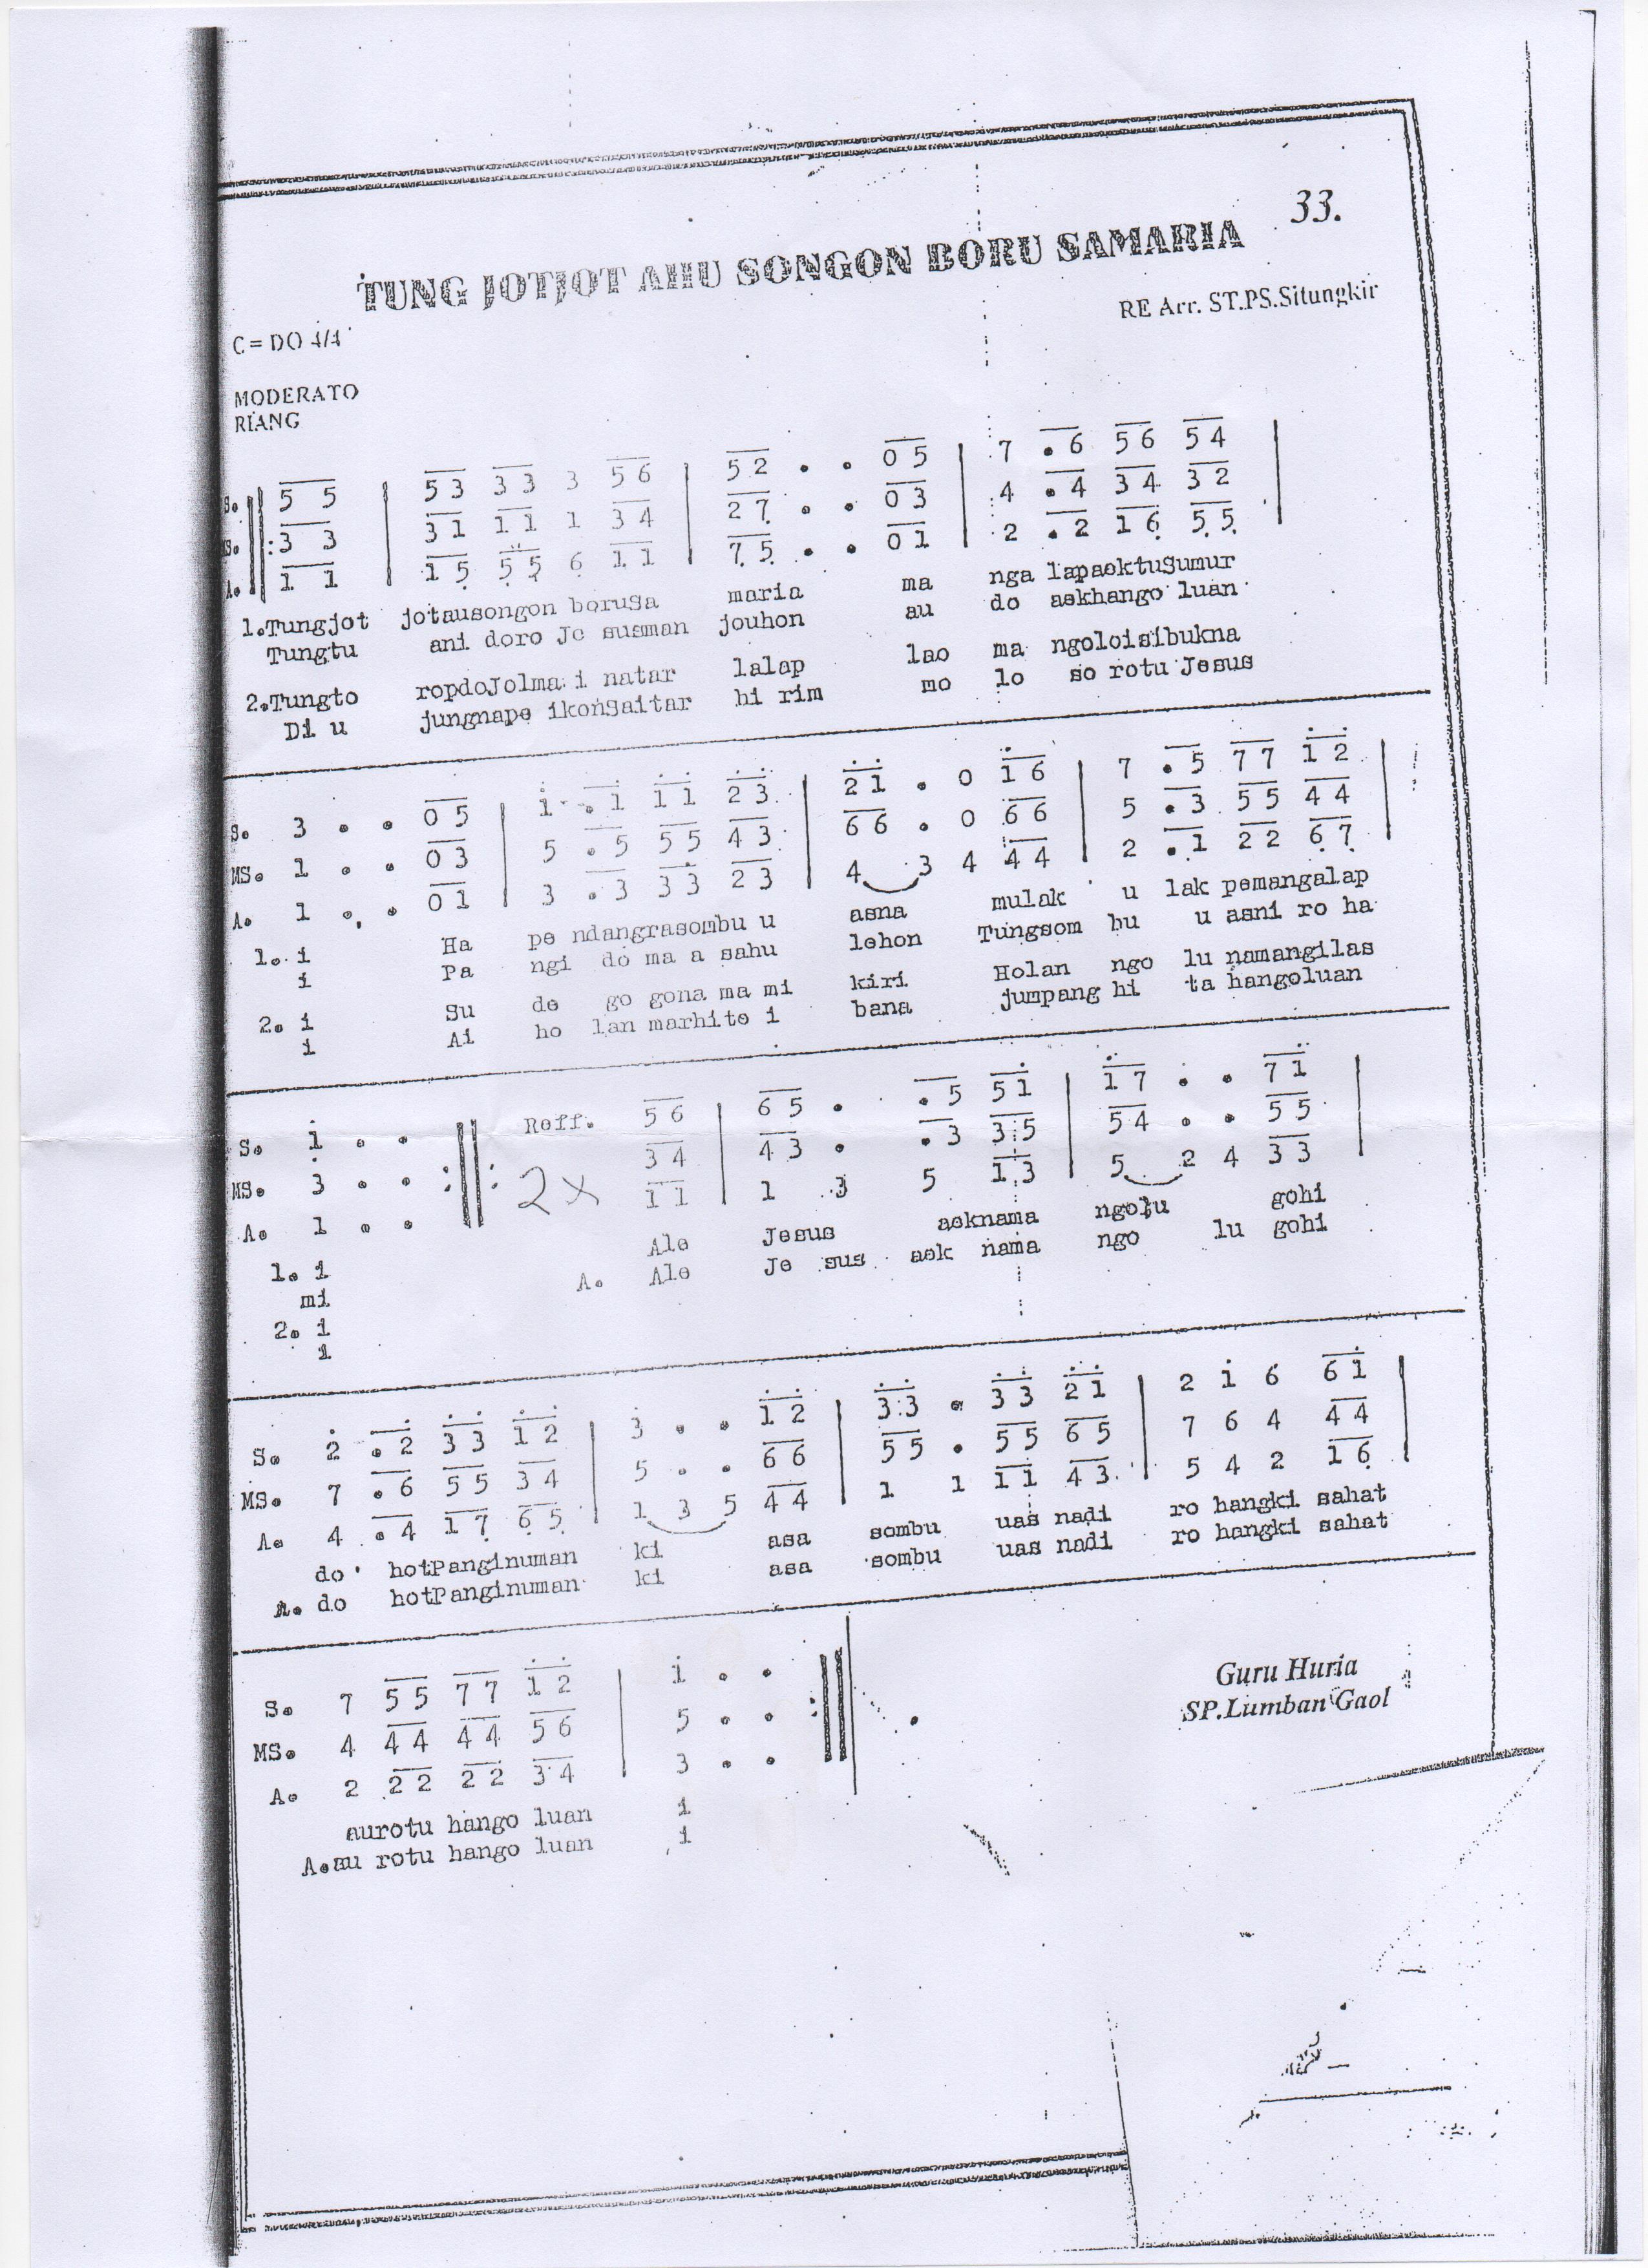 33.
TUNG JOTJOT AHU SONGON BORU SAMARIA
RE Arr. ST.PS.Situngkir
C = DO 4/4
MODERATO
RIANG
S. 5 5 | 5 3 3 3 3 5 6 | 5 2 . . 0 5 | 7 . 6 5 6 5 4 |
MS. : 3 3 | 3 1 1 1 1 3 4 | 2 7̣ . . 0 3 | 4 . 4 3 4 3 2 |
A. 1 1 | 1 5̣ 5̣ 5̣ 6̣ 1 1 | 7̣ 5̣ . . 0 1 | 2 . 2 1 6̣ 5̣ 5̣ |
1.Tungjot jotausongon boruSa maria ma nga lapaektuSumur
Tungtu ani doro Je susman jouhon au do aekhango luan
2.Tungto ropdoJolma i natar lalap lao ma ngoloisibukna
Di u jungnape ikonSaitar hi rim mo lo so rotu Jesus
S. 3 . . 0 5 | 1̇ . 1̇ 1̇ 1̇ 2̇ 3̇ | 2̇ 1̇ . 0 1̇ 6 | 7 . 5 7 7 1̇ 2̇ |
MS. 1 . . 0 3 | 5 . 5 5 5 4 3 | 6 6 . 0 6 6 | 5 . 3 5 5 4 4 |
A. 1 . . 0 1 | 3 . 3 3 3 2 3 | 4 3 4 4 4 | 2 . 1 2 2 6̣ 7̣ |
1. i Ha pe ndangrasombu u asna mulak u lak pemangalap
i Pa ngi do ma a sahu lehon Tungsom bu u asni ro ha
2. i Su de go gona ma mi kiri Holan ngo lu namangilas
i Ai ho lan marhite i bana jumpang hi ta hangoluan
S. 1̇ . . Reff. 5 6 | 6 5 . . 5 5 1̇ | 1̇ 7 . . 7 1̇ |
MS. 3 . . : : 2x 3 4 | 4 3 . . 3 3 5 | 5 4 . . 5 5 |
A. 1 . . 1 1 | 1 3 5 1 3 | 5 2 4 3 3 |
1. i Ale Jesus aeknama ngolu gohi
mi A. Ale Je sus aek nama ngo lu gohi
2. i
i
S. 2̇ . 2̇ 3̇ 3̇ 1̇ 2̇ | 3̇ . . 1̇ 2̇ | 3̇ 3̇ . 3̇ 3̇ 2̇ 1̇ | 2 1̇ 6 6 1̇ |
MS. 7 . 6 5 5 3 4 | 5 . . 6 6 | 5 5 . 5 5 6 5 | 7 6 4 4 4 |
A. 4 . 4 1 7̣ 6̣ 5̣ | 1 3 5 4 4 | 1 1 1 1 4 3 | 5 4 2 1 6̣ |
do hotPanginuman ki asa sombu uas nadi ro hangki sahat
A. do hotPanginuman ki asa sombu uas nadi ro hangki sahat
S. 7 5 5 7 7 1̇ 2̇ | 1̇ . .
MS. 4 4 4 4 4 5 6 | 5 . . :
A. 2 2 2 2 2 3 4 | 3 . .
aurotu hango luan i
A.au rotu hango luan i
Guru Huria
SP.Lumban Gaol